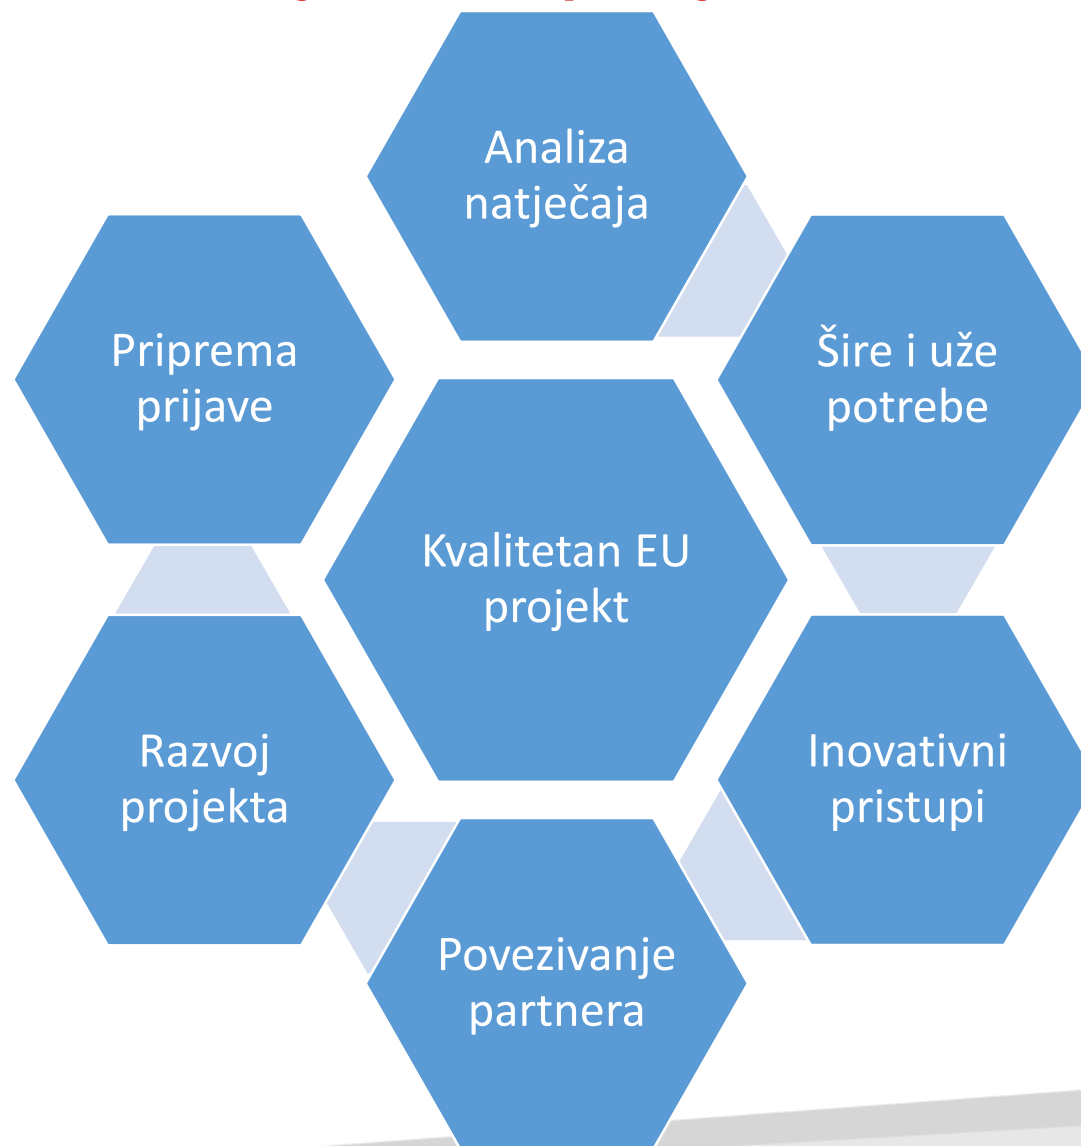 Analiza
natječaja
Šire i uže
potrebe
Inovativni
pristupi
Povezivanje
partnera
Razvoj
projekta
Priprema
prijave
Kvalitetan EU
projekt